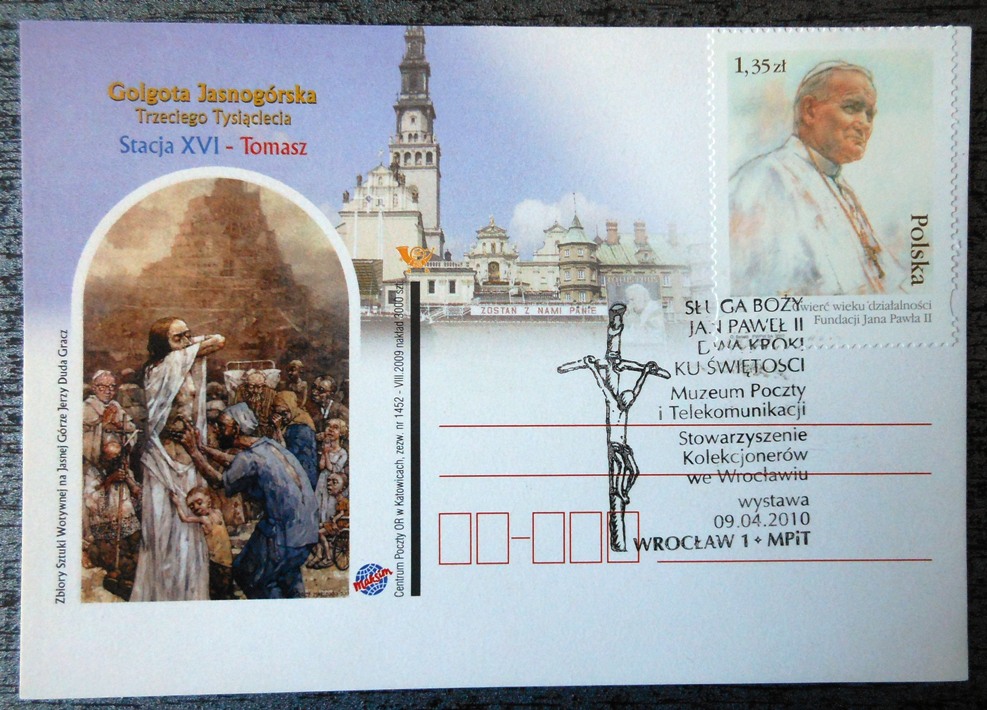 Golgota Jasnogórska
Trzeciego Tysiąclecia
Stacja XVI - Tomasz
Zbiory Sztuki Wotywnej na Jasnej Górze Jerzy Duda Gracz
maksim
Centrum Poczty OR w Katowicach, zezw. nr 1452 - VIII.2009 nakład 3000 szt.
ZOSTAŃ Z NAMI PANIE
1,35 zł
Polska
Ćwierć wieku działalności
Fundacji Jana Pawła II
SŁUGA BOŻY
JAN PAWEŁ II
DWA KROKI
KU ŚWIĘTOŚCI
Muzeum Poczty
i Telekomunikacji
Stowarzyszenie
Kolekcjonerów
we Wrocławiu
wystawa
09.04.2010
WROCŁAW 1 + MPiT